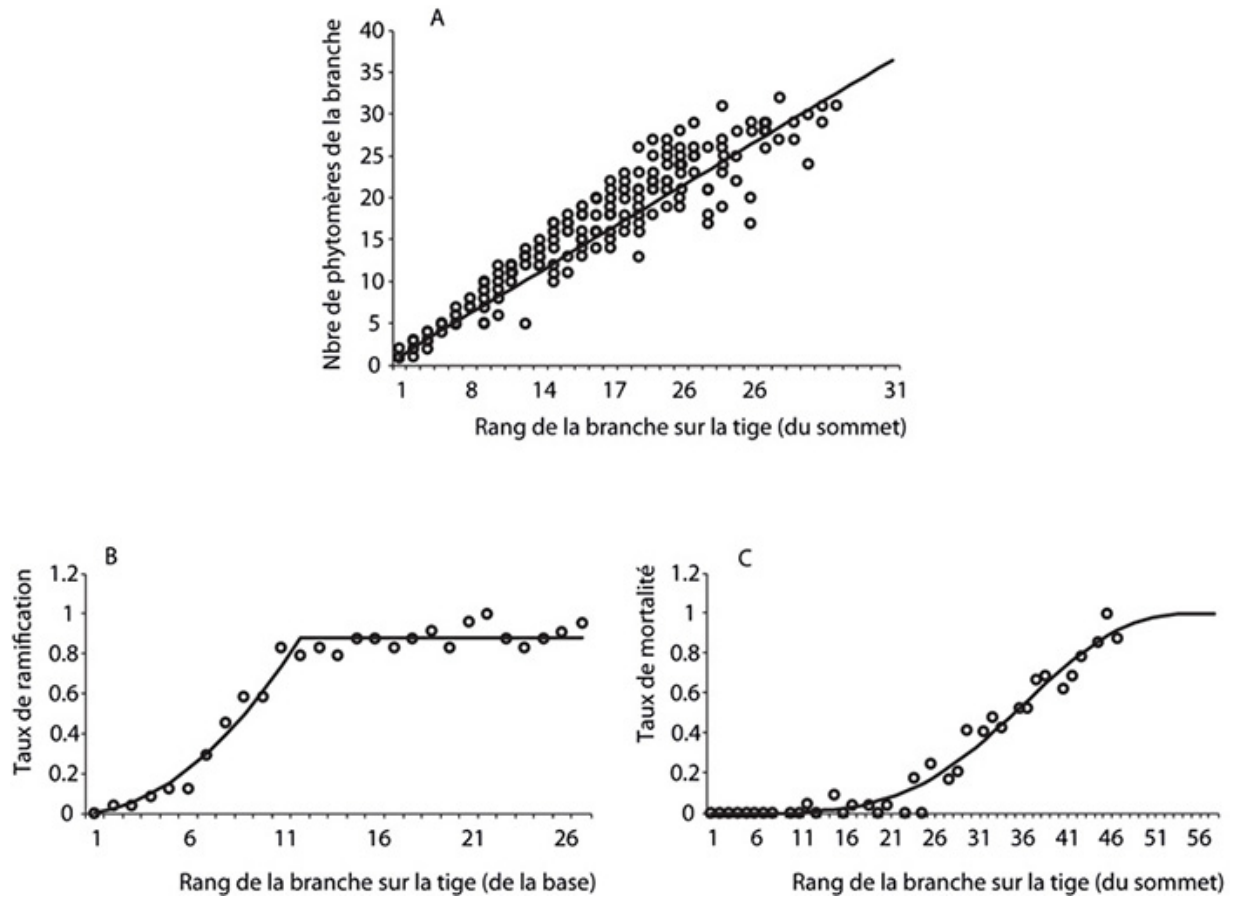 A
Nbre de phytomères de la branche
40
35
30
25
20
15
10
5
0
1 8 14 17 26 26 31
Rang de la branche sur la tige (du sommet)
B
Taux de ramification
1.2
1
0.8
0.6
0.4
0.2
0
1 6 11 16 21 26
Rang de la branche sur la tige (de la base)
C
Taux de mortalité
1.2
1
0.8
0.6
0.4
0.2
0
1 6 11 16 21 26 31 36 41 46 51 56
Rang de la branche sur la tige (du sommet)